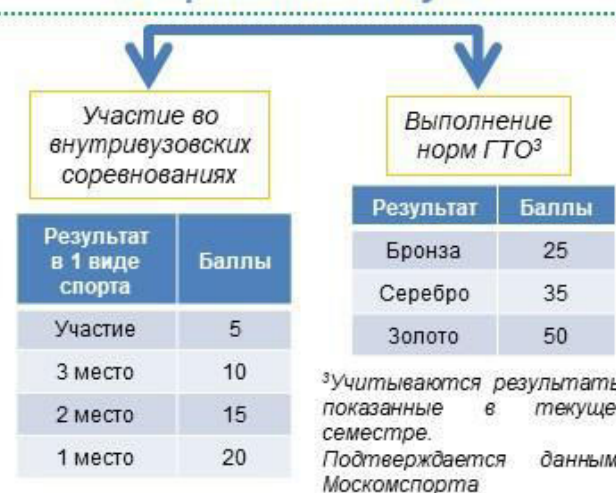 Участие во
внутривузовских
соревнованиях
Результат
в 1 виде
спорта
Баллы
Участие 5
3 место 10
2 место 15
1 место 20
Выполнение
норм ГТО³
Результат Баллы
Бронза 25
Серебро 35
Золото 50
³Учитываются результаты
показанные в текуще
семестре.
Подтверждается данным
Москомспорта